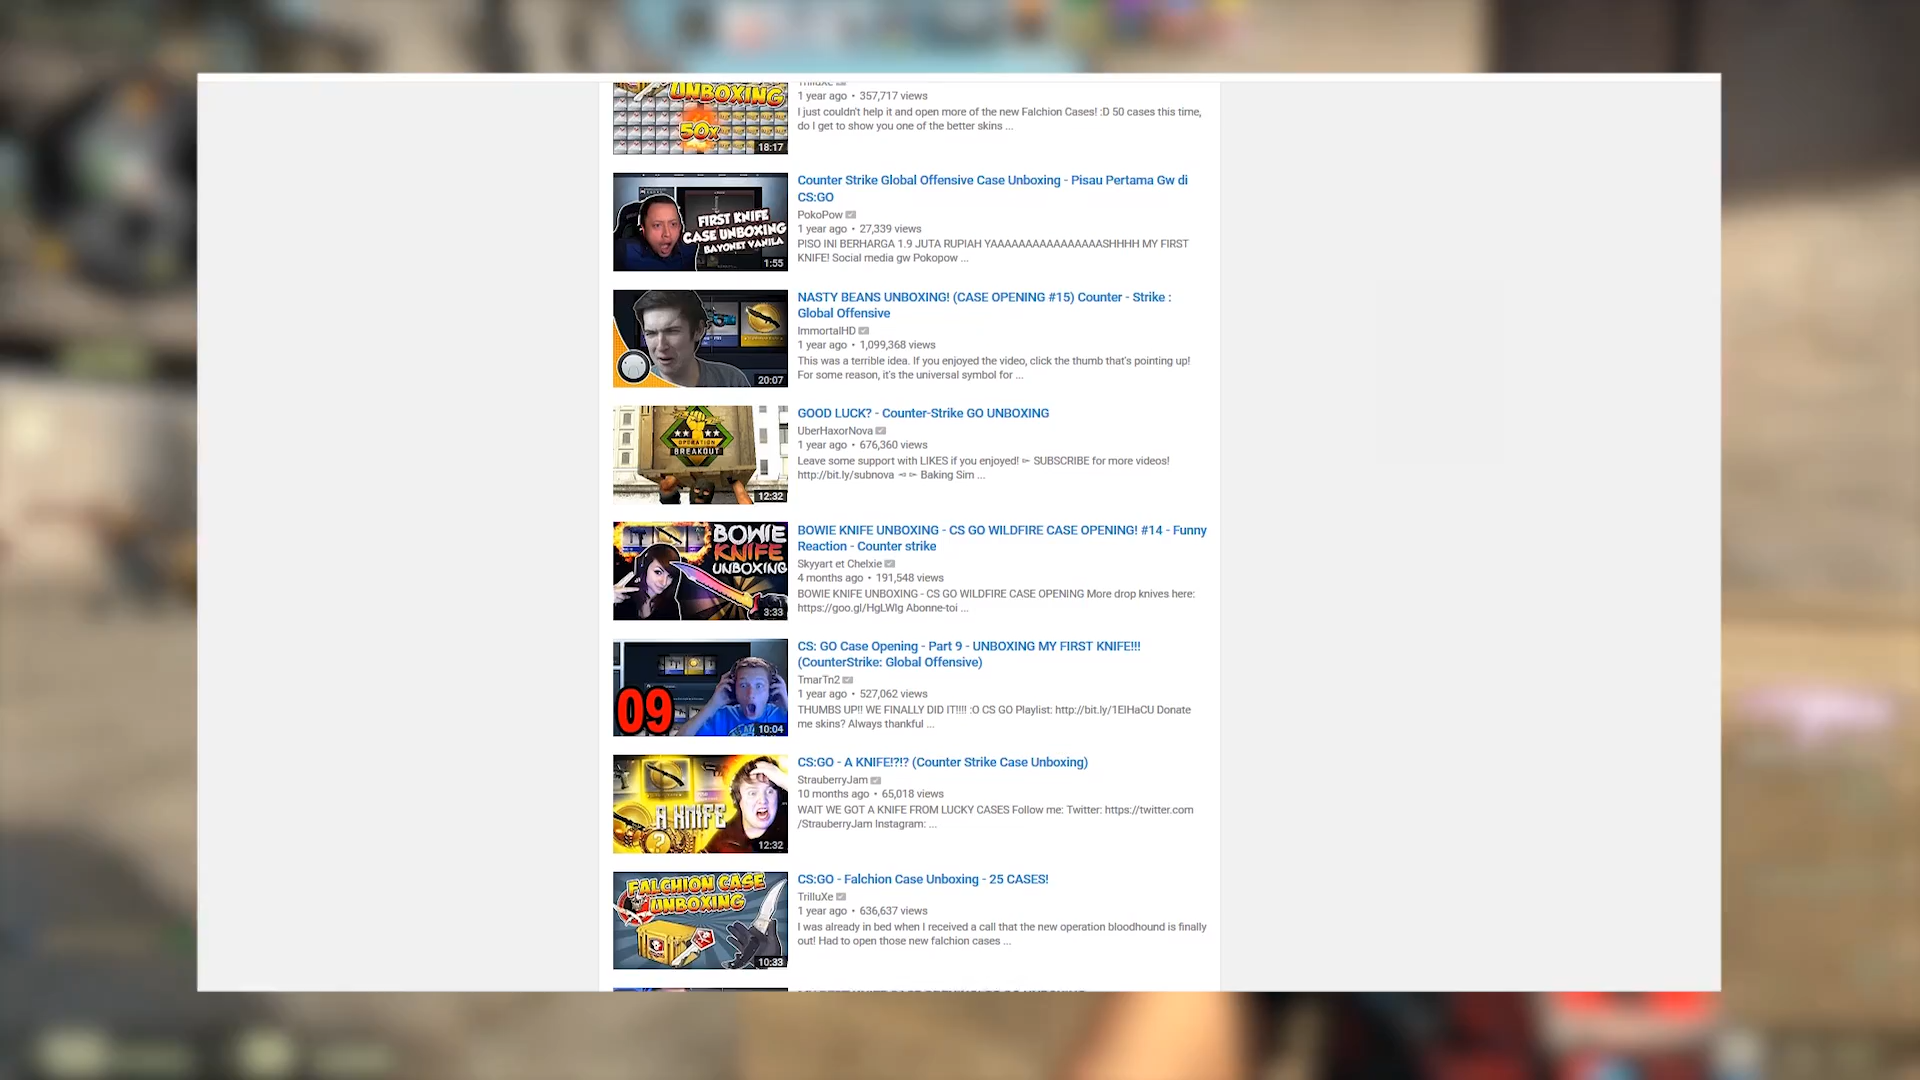 UNBOXING
50x
18:17
1 year ago • 357,717 views
I just couldn't help it and open more of the new Falchion Cases! :D 50 cases this time,
do I get to show you one of the better skins ...
FIRST KNIFE
CASE UNBOXING
BAYONET VANILA
1:55
Counter Strike Global Offensive Case Unboxing - Pisau Pertama Gw di
CS:GO
PokoPow
1 year ago • 27,339 views
PISO INI BERHARGA 1.9 JUTA RUPIAH YAAAAAAAAAAAAAAAASHHHH MY FIRST
KNIFE! Social media gw Pokopow ...
20:07
NASTY BEANS UNBOXING! (CASE OPENING #15) Counter - Strike :
Global Offensive
ImmortalHD
1 year ago • 1,099,368 views
This was a terrible idea. If you enjoyed the video, click the thumb that's pointing up!
For some reason, it's the universal symbol for ...
OPERATION
BREAKOUT
12:32
GOOD LUCK? - Counter-Strike GO UNBOXING
UberHaxorNova
1 year ago • 676,360 views
Leave some support with LIKES if you enjoyed! ► SUBSCRIBE for more videos!
http://bit.ly/subnova ◄ ► Baking Sim ...
BOWIE
KNIFE
UNBOXING
3:33
BOWIE KNIFE UNBOXING - CS GO WILDFIRE CASE OPENING! #14 - Funny
Reaction - Counter strike
Skyyart et Chelxie
4 months ago • 191,548 views
BOWIE KNIFE UNBOXING - CS GO WILDFIRE CASE OPENING More drop knives here:
https://goo.gl/HgLWlg Abonne-toi ...
09
10:04
CS: GO Case Opening - Part 9 - UNBOXING MY FIRST KNIFE!!!
(CounterStrike: Global Offensive)
TmarTn2
1 year ago • 527,062 views
THUMBS UP!! WE FINALLY DID IT!!!! :O CS GO Playlist: http://bit.ly/1EIHaCU Donate
me skins? Always thankful ...
A KNIFE
?
12:32
CS:GO - A KNIFE!?!? (Counter Strike Case Unboxing)
StrauberryJam
10 months ago • 65,018 views
WAIT WE GOT A KNIFE FROM LUCKY CASES Follow me: Twitter: https://twitter.com
/StrauberryJam Instagram: ...
FALCHION CASE
UNBOXING
10:33
CS:GO - Falchion Case Unboxing - 25 CASES!
TrilluXe
1 year ago • 636,637 views
I was already in bed when I received a call that the new operation bloodhound is finally
out! Had to open those new falchion cases ...